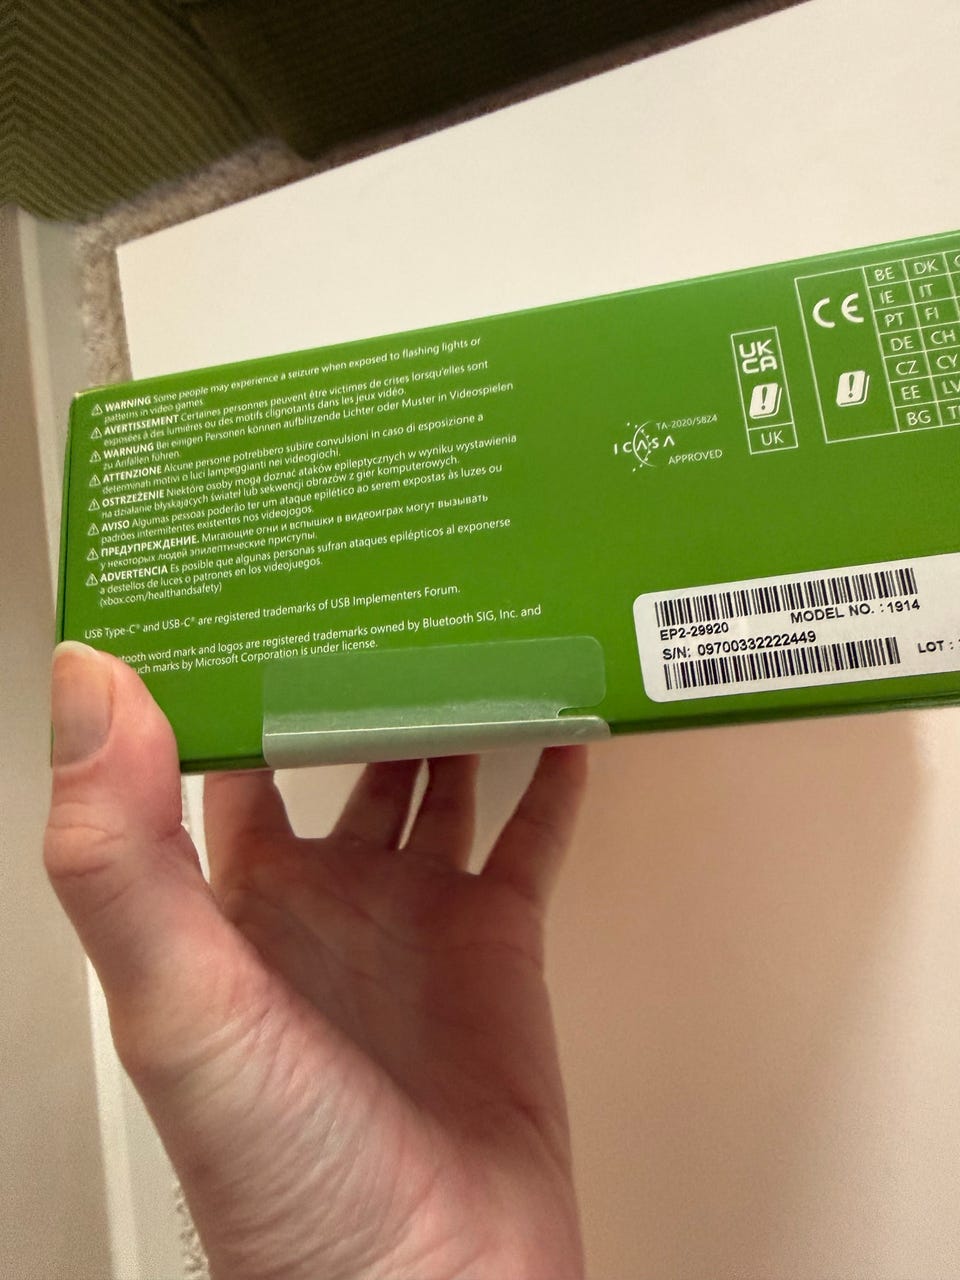 ⚠ WARNING Some people may experience a seizure when exposed to flashing lights or
patterns in video games.
⚠ AVERTISSEMENT Certaines personnes peuvent être victimes de crises lorsqu'elles sont
exposées à des lumières ou des motifs clignotants dans les jeux vidéo.
⚠ WARNUNG Bei einigen Personen können aufblitzende Lichter oder Muster in Videospielen
zu Anfällen führen.
⚠ ATTENZIONE Alcune persone potrebbero subire convulsioni in caso di esposizione a
determinati motivi o luci lampeggianti nei videogiochi.
⚠ OSTRZEŻENIE Niektóre osoby mogą doznać ataków epileptycznych w wyniku wystawienia
na działanie błyskających świateł lub sekwencji obrazów z gier komputerowych.
⚠ AVISO Algumas pessoas poderão ter um ataque epilético ao serem expostas às luzes ou
padrões intermitentes existentes nos videojogos.
⚠ ПРЕДУПРЕЖДЕНИЕ. Мигающие огни и вспышки в видеоиграх могут вызывать
у некоторых людей эпилептические приступы.
⚠ ADVERTENCIA Es posible que algunas personas sufran ataques epilépticos al exponerse
a destellos de luces o patrones en los videojuegos.
(xbox.com/healthandsafety)
USB Type-C® and USB-C® are registered trademarks of USB Implementers Forum.
tooth word mark and logos are registered trademarks owned by Bluetooth SIG, Inc. and
uch marks by Microsoft Corporation is under license.
ICASA
TA-2020/5824
APPROVED
UK
CA
UK
CE
BE DK
IE IT
PT FI
DE CH
CZ CY
EE LV
BG
EP2-29920
MODEL NO. : 1914
S/N: 09700332222449
LOT :